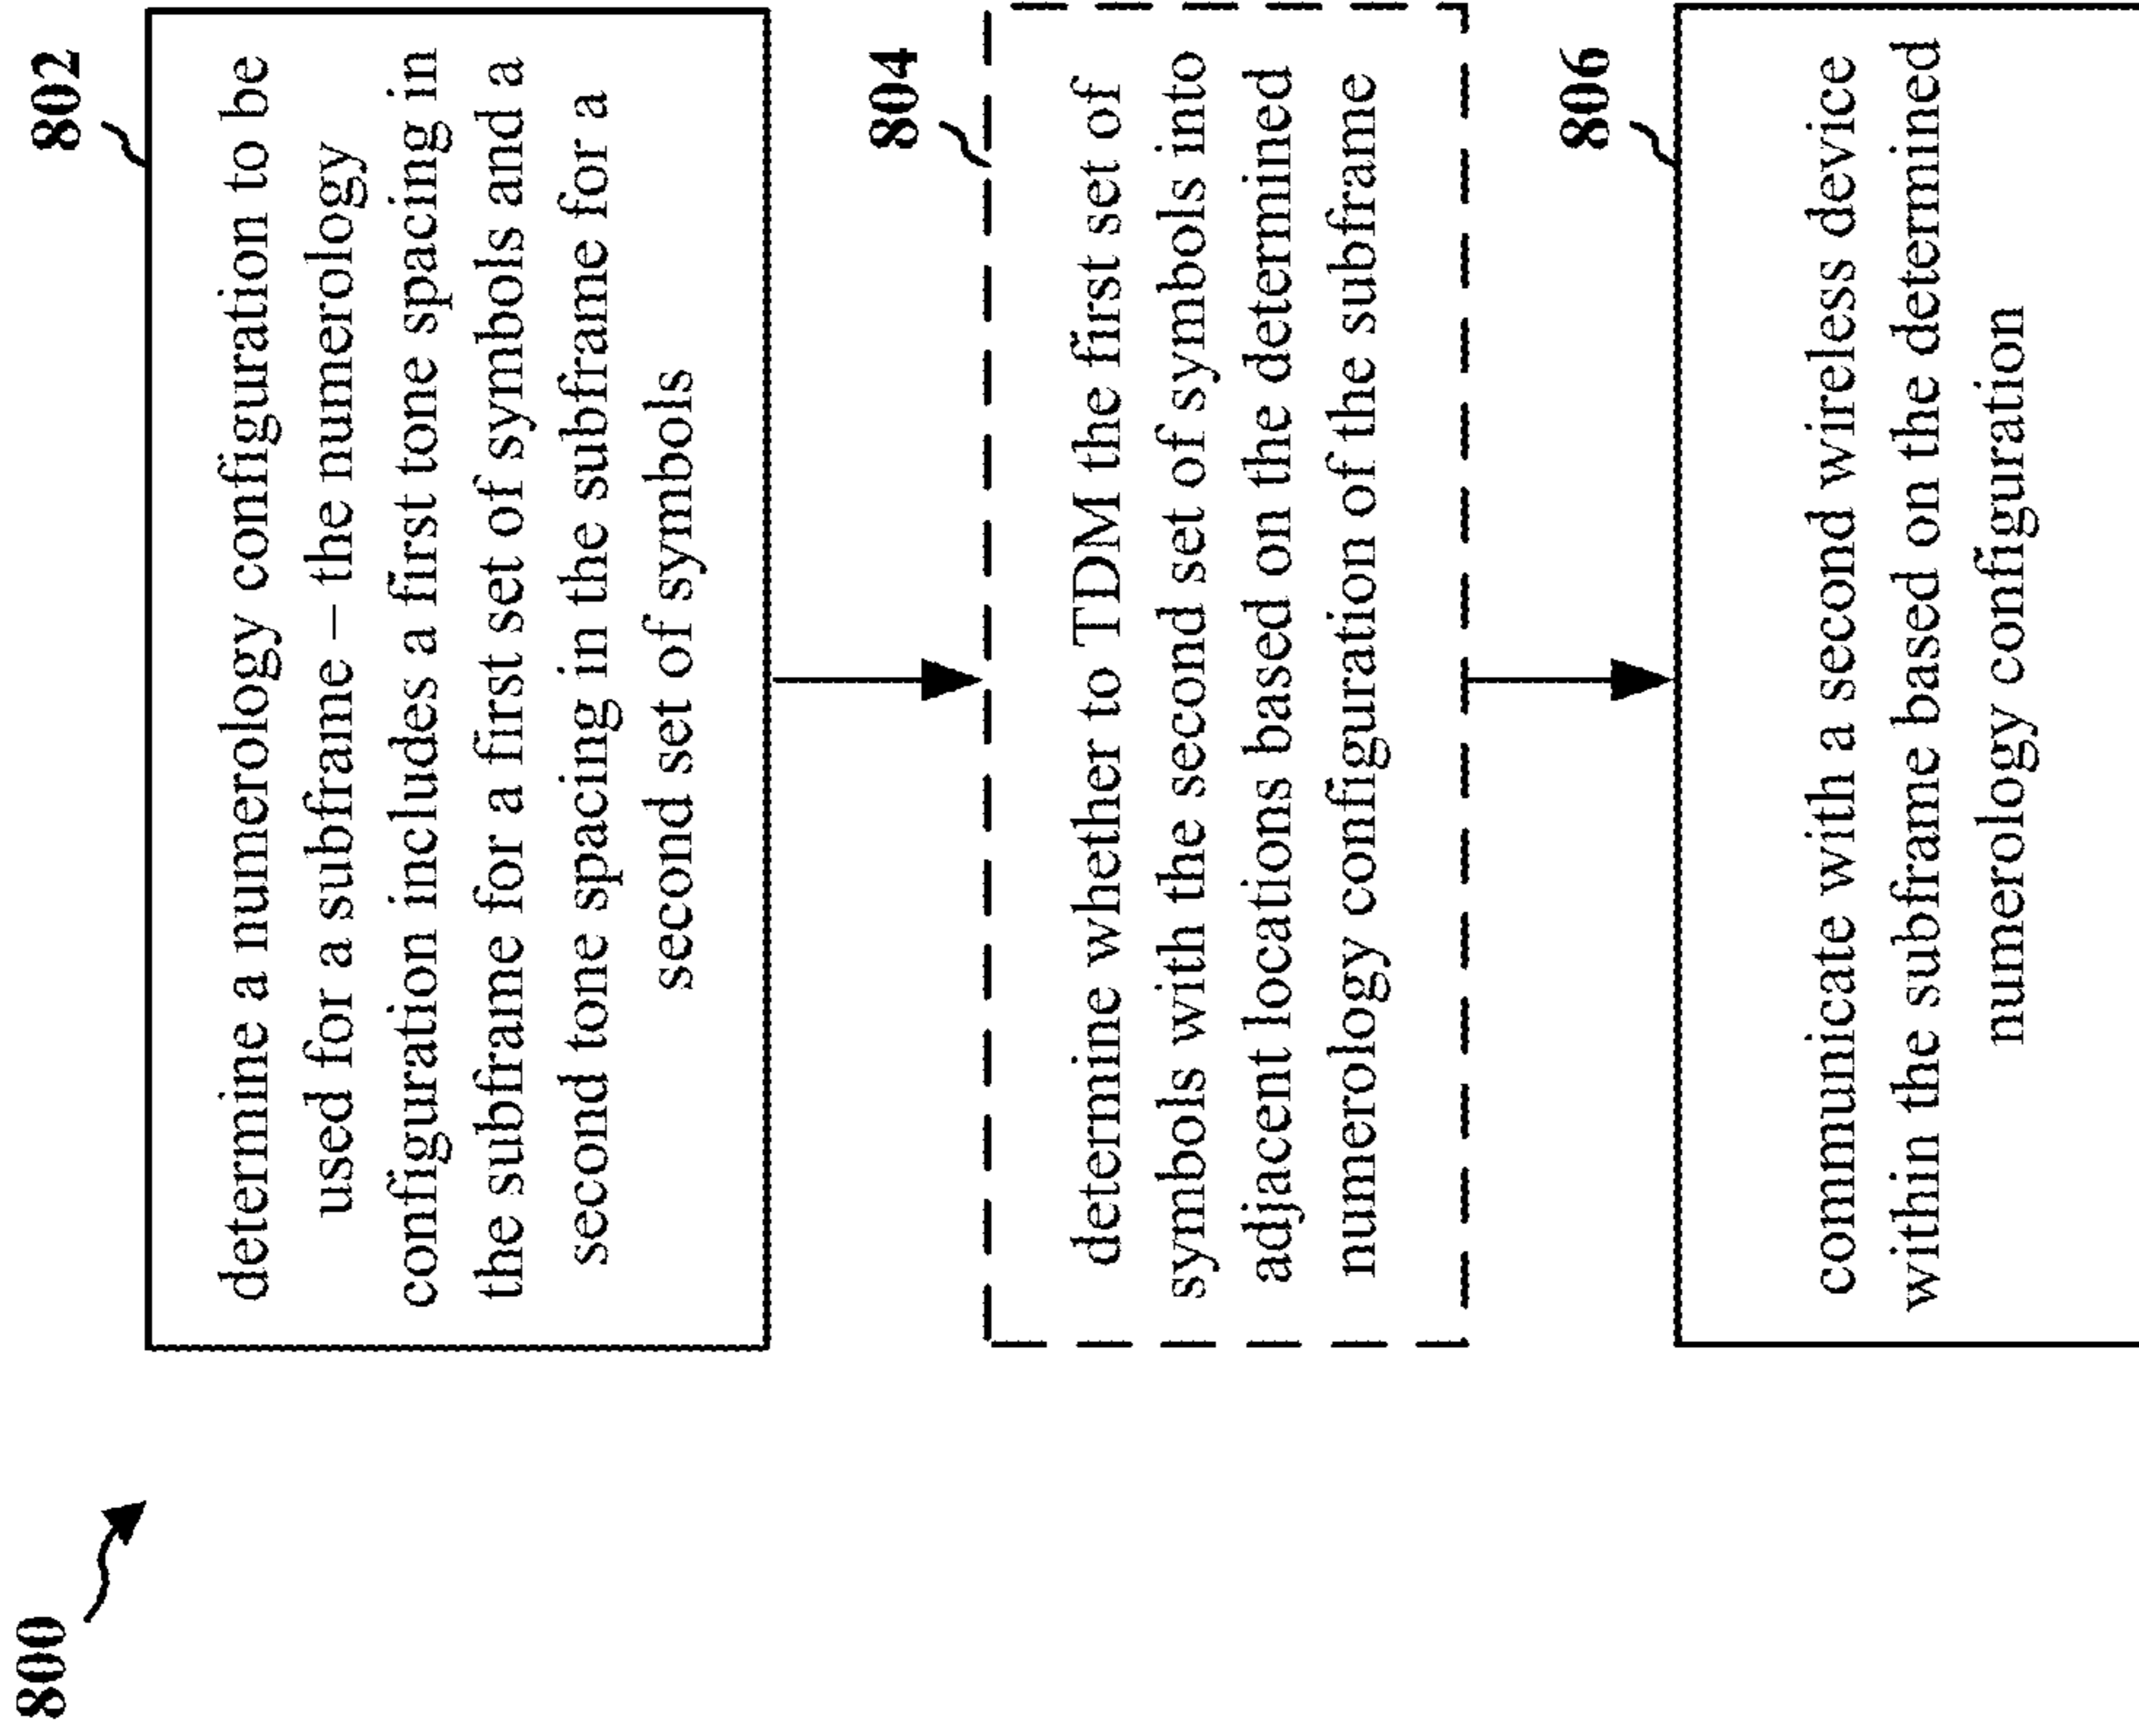 800
802
determine a numerology configuration to be
used for a subframe – the numerology
configuration includes a first tone spacing in
the subframe for a first set of symbols and a
second tone spacing in the subframe for a
second set of symbols
804
determine whether to TDM the first set of
symbols with the second set of symbols into
adjacent locations based on the determined
numerology configuration of the subframe
806
communicate with a second wireless device
within the subframe based on the determined
numerology configuration